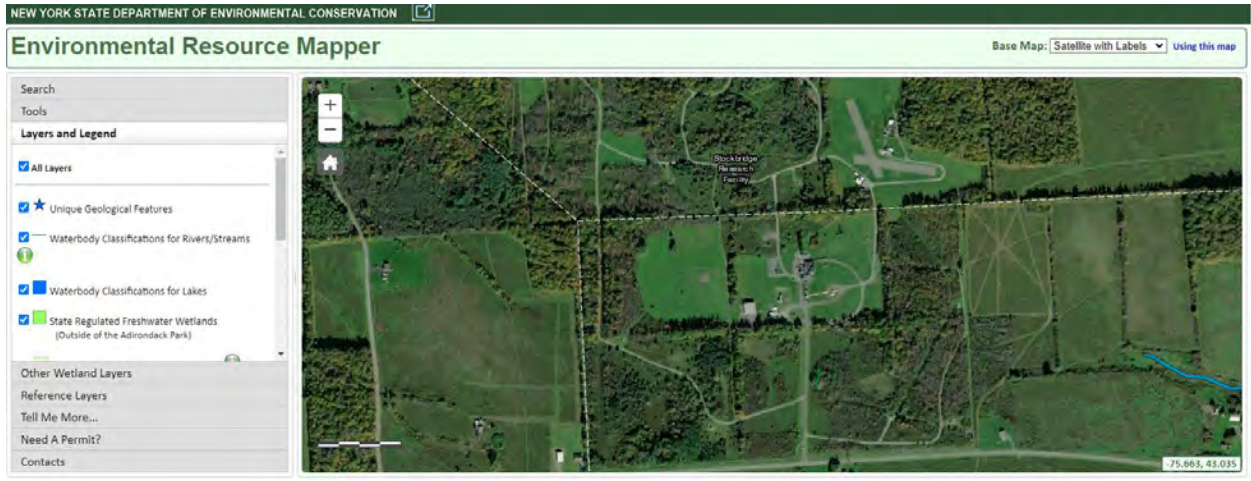 NEW YORK STATE DEPARTMENT OF ENVIRONMENTAL CONSERVATION
Environmental Resource Mapper
Base Map: Satellite with Labels Using this map
Search
Tools
Layers and Legend
All Layers
Unique Geological Features
Waterbody Classifications for Rivers/Streams
Waterbody Classifications for Lakes
State Regulated Freshwater Wetlands
(Outside of the Adirondack Park)
Other Wetland Layers
Reference Layers
Tell Me More...
Need A Permit?
Contacts
+
−
Stockbridge
Research
Facility
-75.663, 43.035